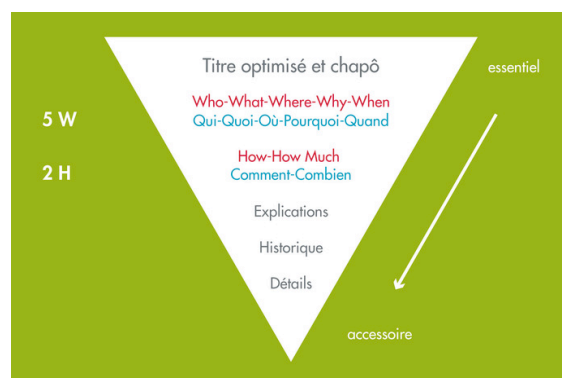 Titre optimisé et chapô
essentiel
Who-What-Where-Why-When
5 W
Qui-Quoi-Où-Pourquoi-Quand
How-How Much
2 H
Comment-Combien
Explications
Historique
Détails
accessoire